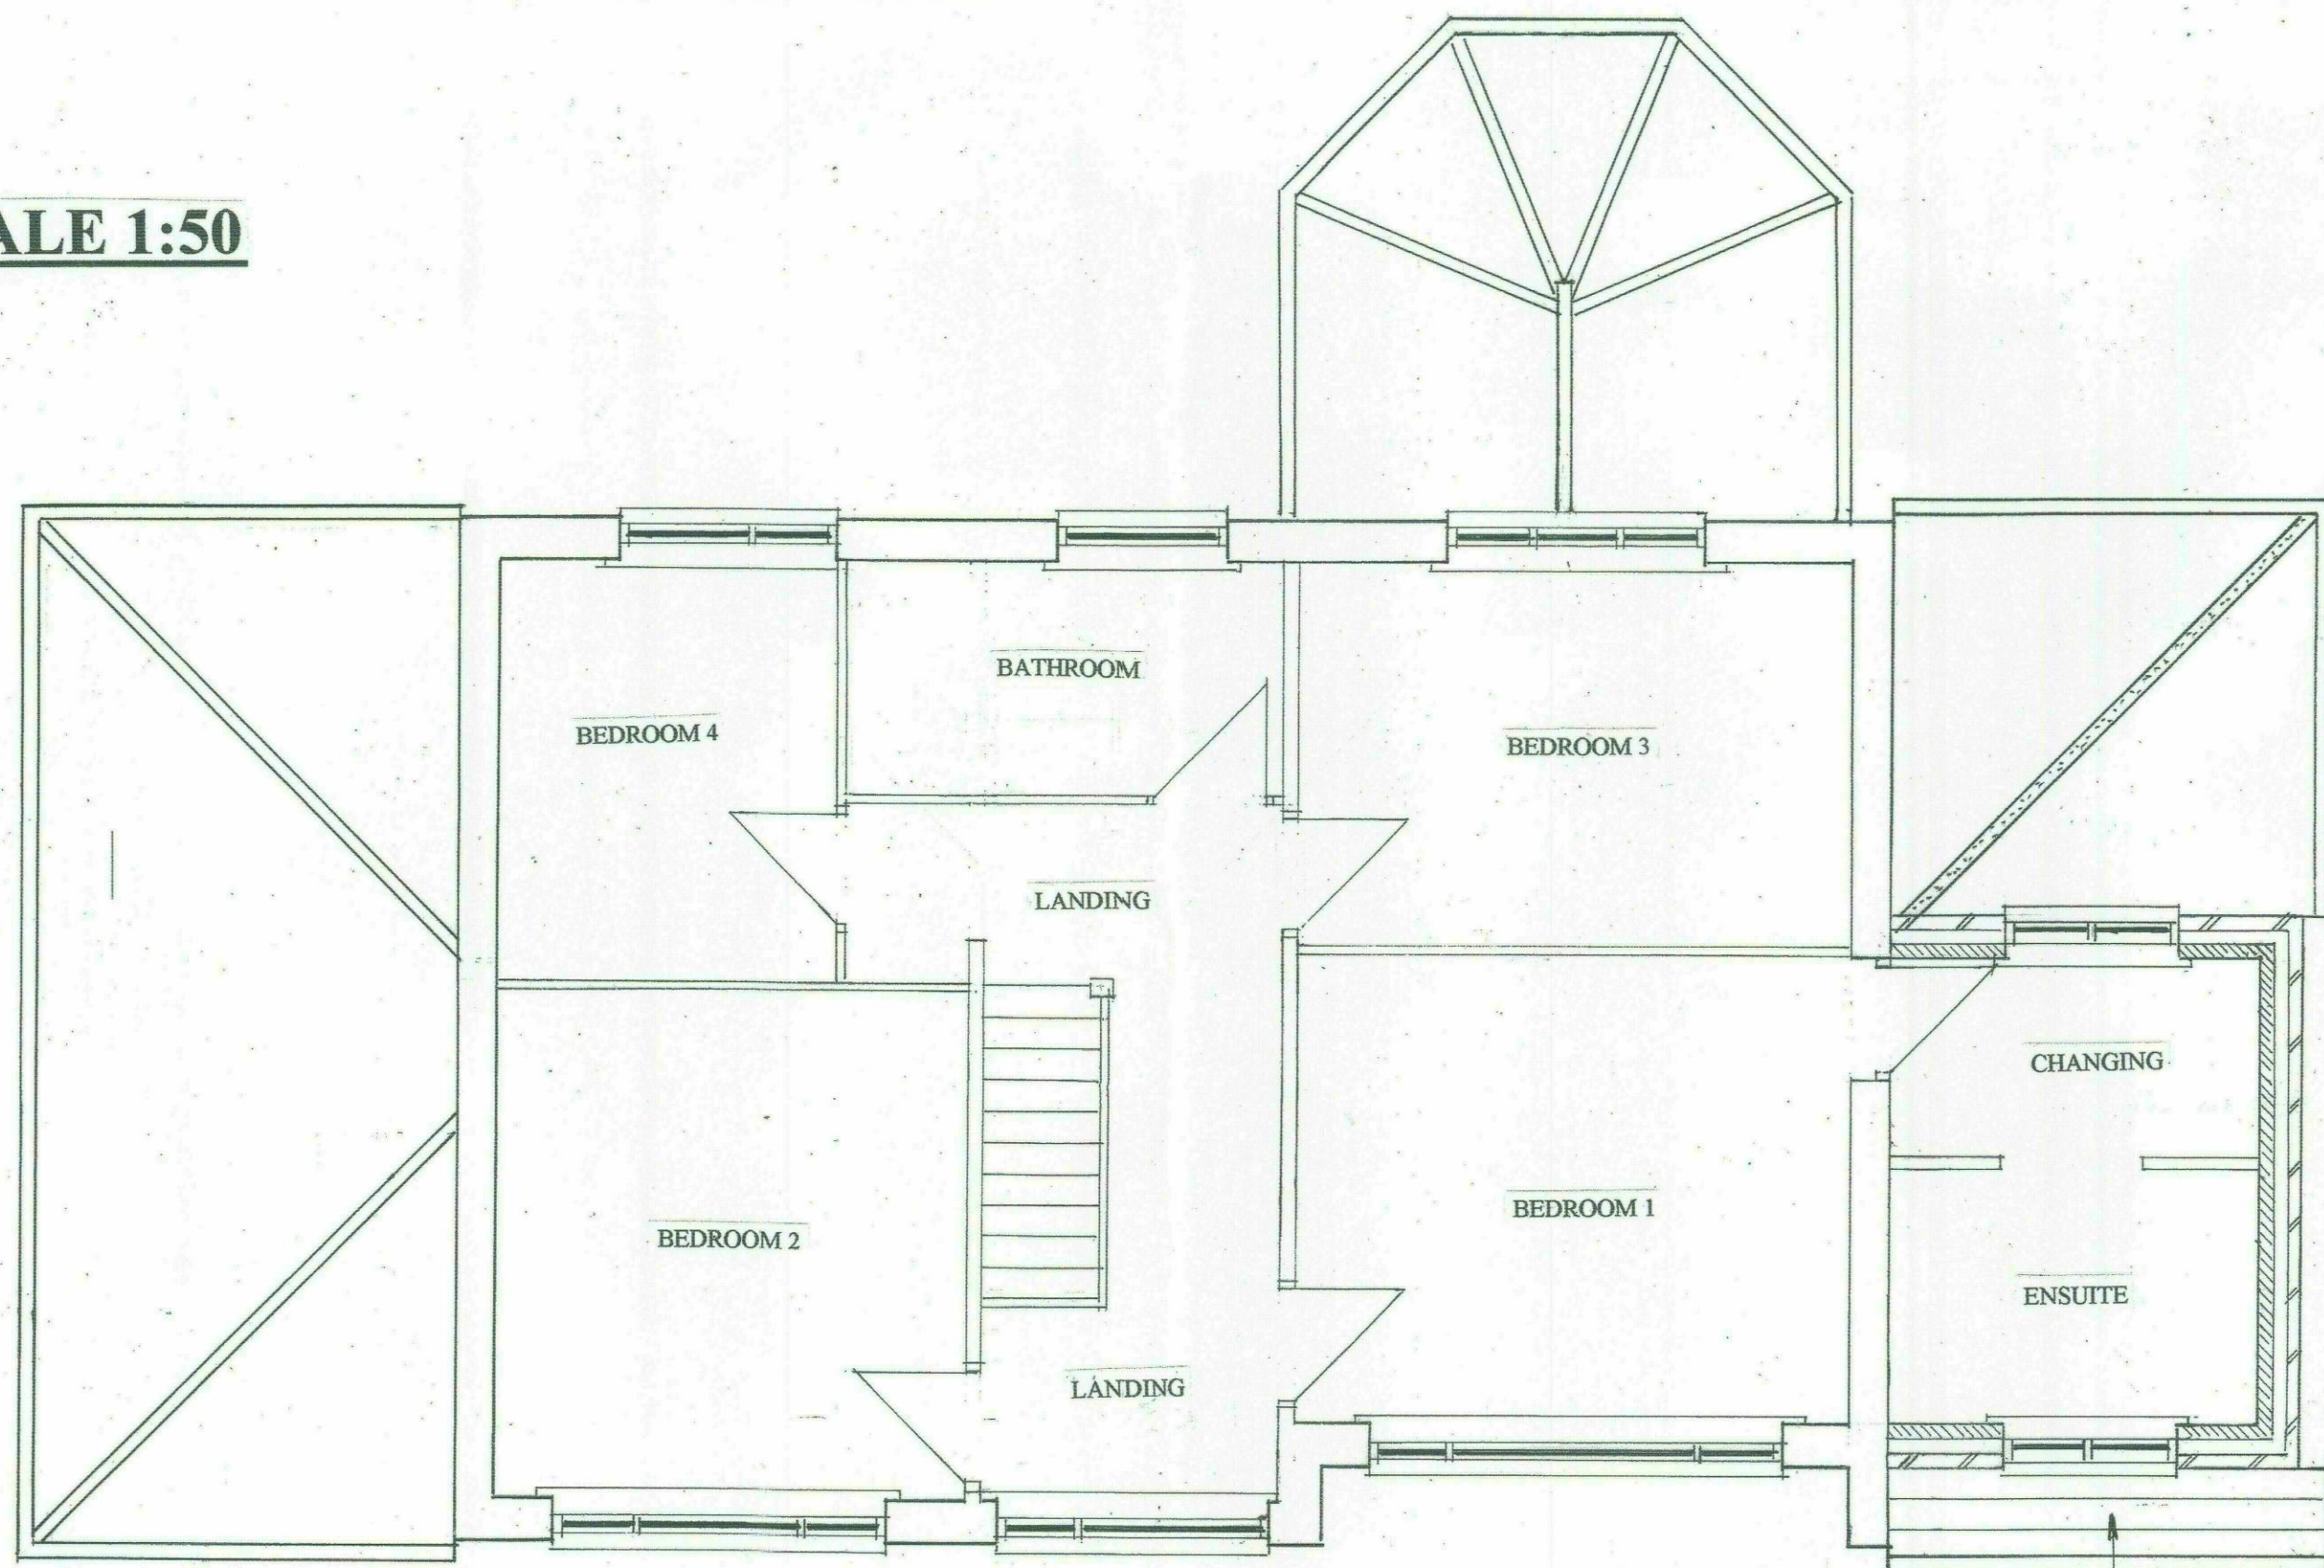 ALE 1:50
BATHROOM
BEDROOM 4
BEDROOM 3
LANDING
CHANGING
BEDROOM 1
BEDROOM 2
ENSUITE
LANDING